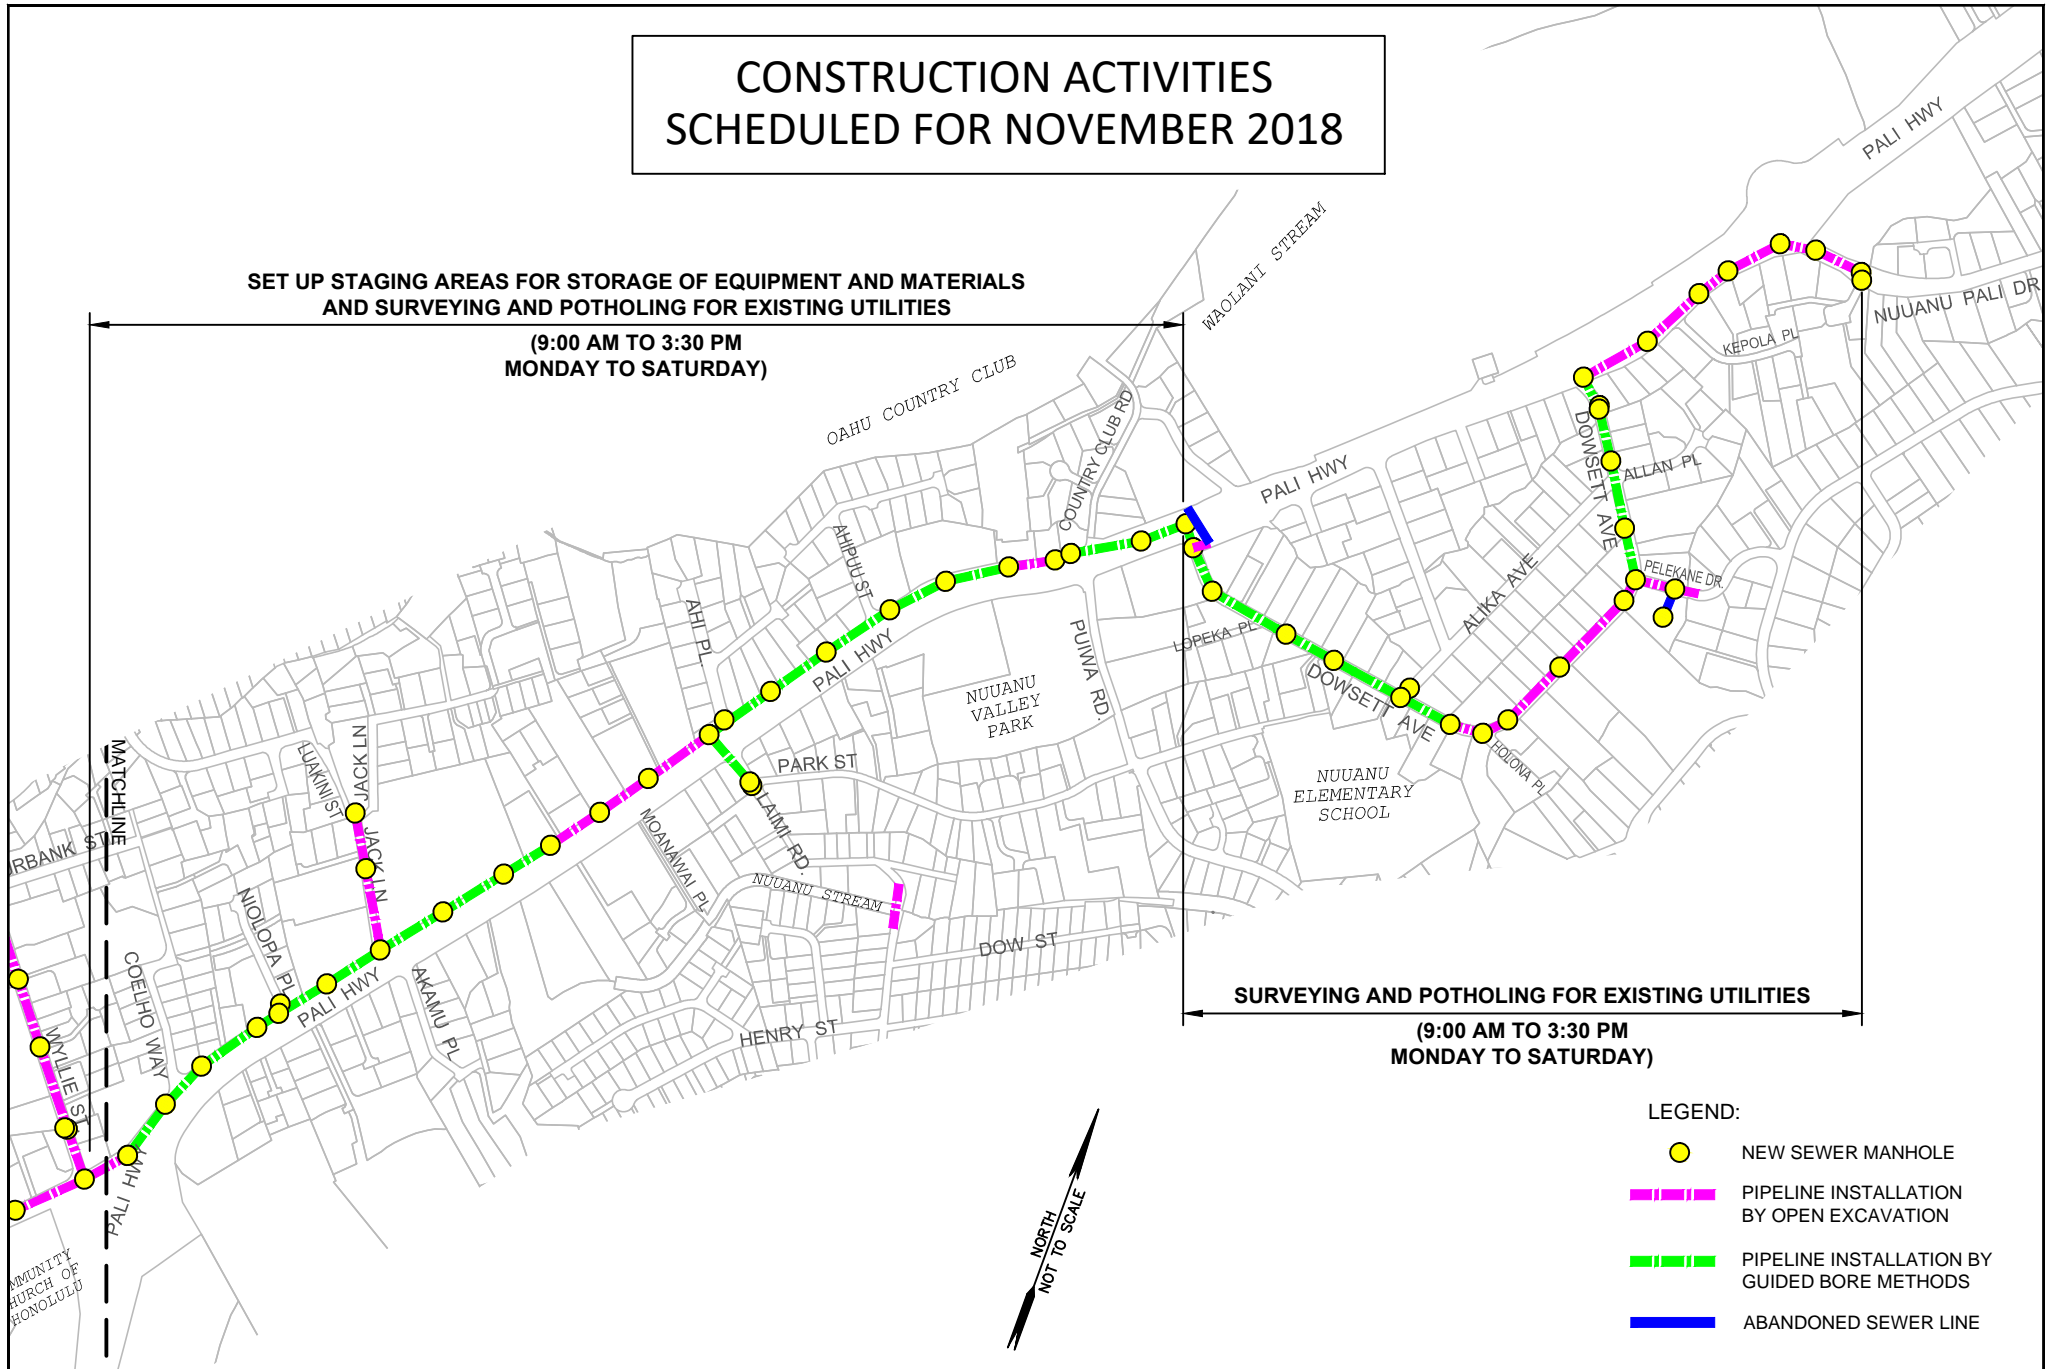 CONSTRUCTION ACTIVITIES
SCHEDULED FOR NOVEMBER 2018
SET UP STAGING AREAS FOR STORAGE OF EQUIPMENT AND MATERIALS
AND SURVEYING AND POTHOLING FOR EXISTING UTILITIES
(9:00 AM TO 3:30 PM
MONDAY TO SATURDAY)
WAOLANI STREAM
PALI HWY
NUUANU PALI DR
KEPOLA PL
OAHU COUNTRY CLUB
COUNTRY CLUB RD
PALI HWY
DOWSETT AVE
ALLAN PL
AHIPUU ST
PELEKANE DR.
ALIKA AVE
AHI PL.
PALI HWY
PUIWA RD.
LOPEKA PL
NUUANU
VALLEY
PARK
DOWSETT AVE
HOLONA PL
MATCHLINE
LUAKINI ST
JACK LN
JACK LN
PARK ST
NUUANU
ELEMENTARY
SCHOOL
MOANAWAI PL
LAIMI RD.
NUUANU STREAM
URBANK ST
NIOLOPA PL
COELHO WAY
PALI HWY
AKAMU PL
DOW ST
HENRY ST
WYLLIE ST
PALI HWY
MMUNITY
HURCH OF
HONOLULU
SURVEYING AND POTHOLING FOR EXISTING UTILITIES
(9:00 AM TO 3:30 PM
MONDAY TO SATURDAY)
NORTH
NOT TO SCALE
LEGEND:
NEW SEWER MANHOLE
PIPELINE INSTALLATION
BY OPEN EXCAVATION
PIPELINE INSTALLATION BY
GUIDED BORE METHODS
ABANDONED SEWER LINE